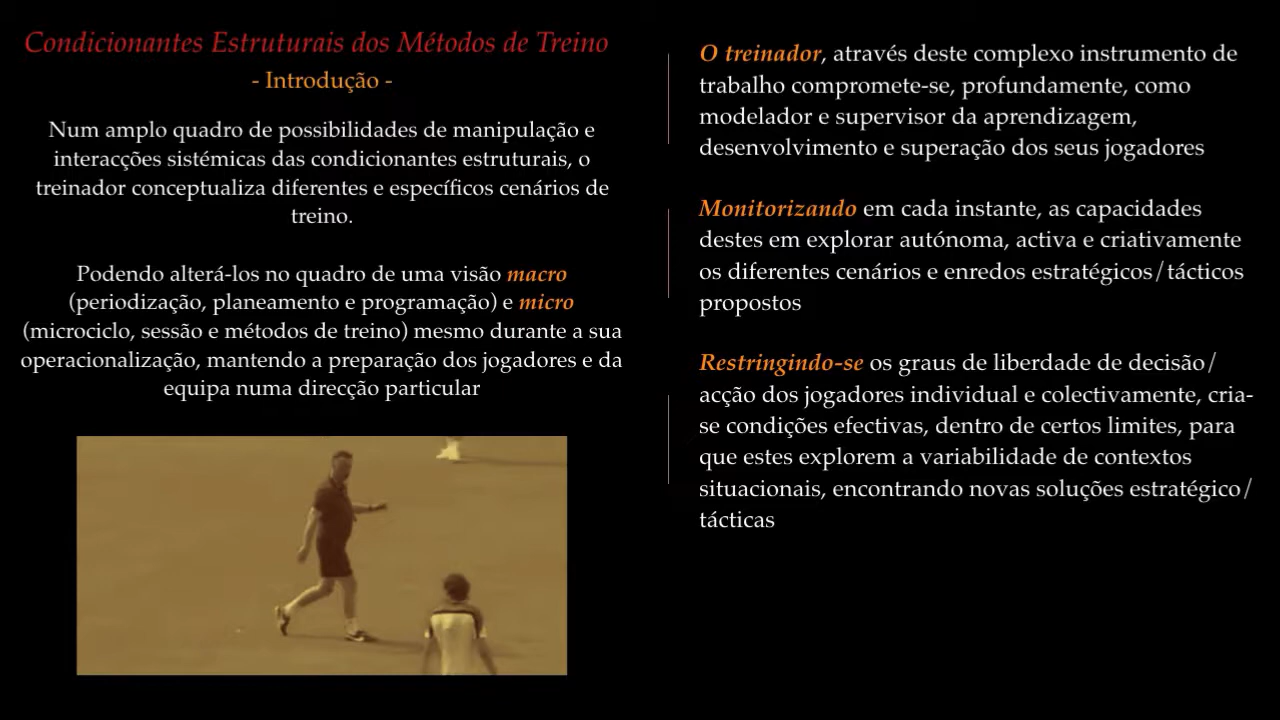 Condicionantes Estruturais dos Métodos de Treino
- Introdução -
Num amplo quadro de possibilidades de manipulação e
interacções sistémicas das condicionantes estruturais, o
treinador conceptualiza diferentes e específicos cenários de
treino.
Podendo alterá-los no quadro de uma visão macro
(periodização, planeamento e programação) e micro
(microciclo, sessão e métodos de treino) mesmo durante a sua
operacionalização, mantendo a preparação dos jogadores e da
equipa numa direcção particular
O treinador, através deste complexo instrumento de
trabalho compromete-se, profundamente, como
modelador e supervisor da aprendizagem,
desenvolvimento e superação dos seus jogadores
Monitorizando em cada instante, as capacidades
destes em explorar autónoma, activa e criativamente
os diferentes cenários e enredos estratégicos/tácticos
propostos
Restringindo-se os graus de liberdade de decisão/
acção dos jogadores individual e colectivamente, cria-
se condições efectivas, dentro de certos limites, para
que estes explorem a variabilidade de contextos
situacionais, encontrando novas soluções estratégico/
tácticas